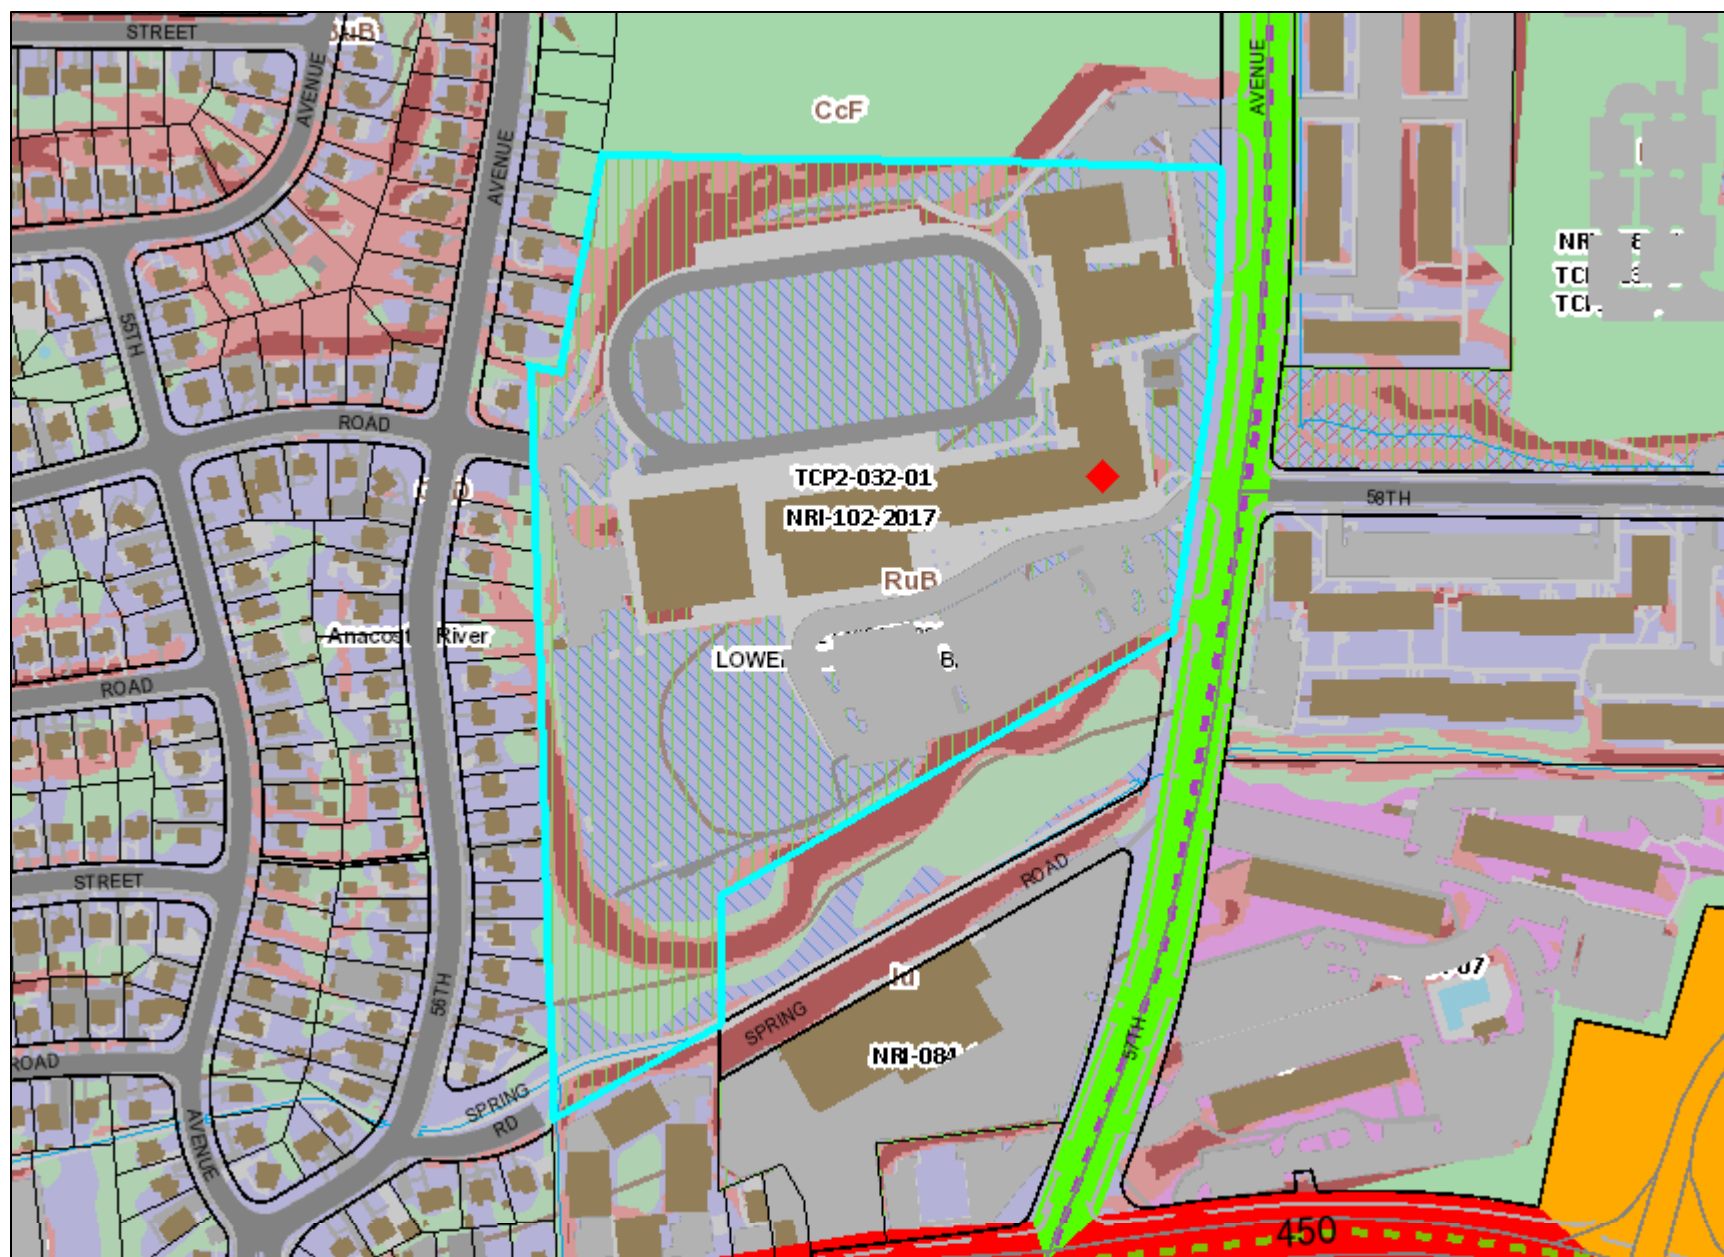 STREET
AVENUE
AVENUE
AVENUE
CcF
55TH
ROAD
TCP2-032-01
NRI-102-2017
58TH
RuB
Anacost River
LOWE
ROAD
STREET
ROAD
56TH
SPRING
57TH
NRI-084
ROAD
SPRING
RD
AVENUE
450